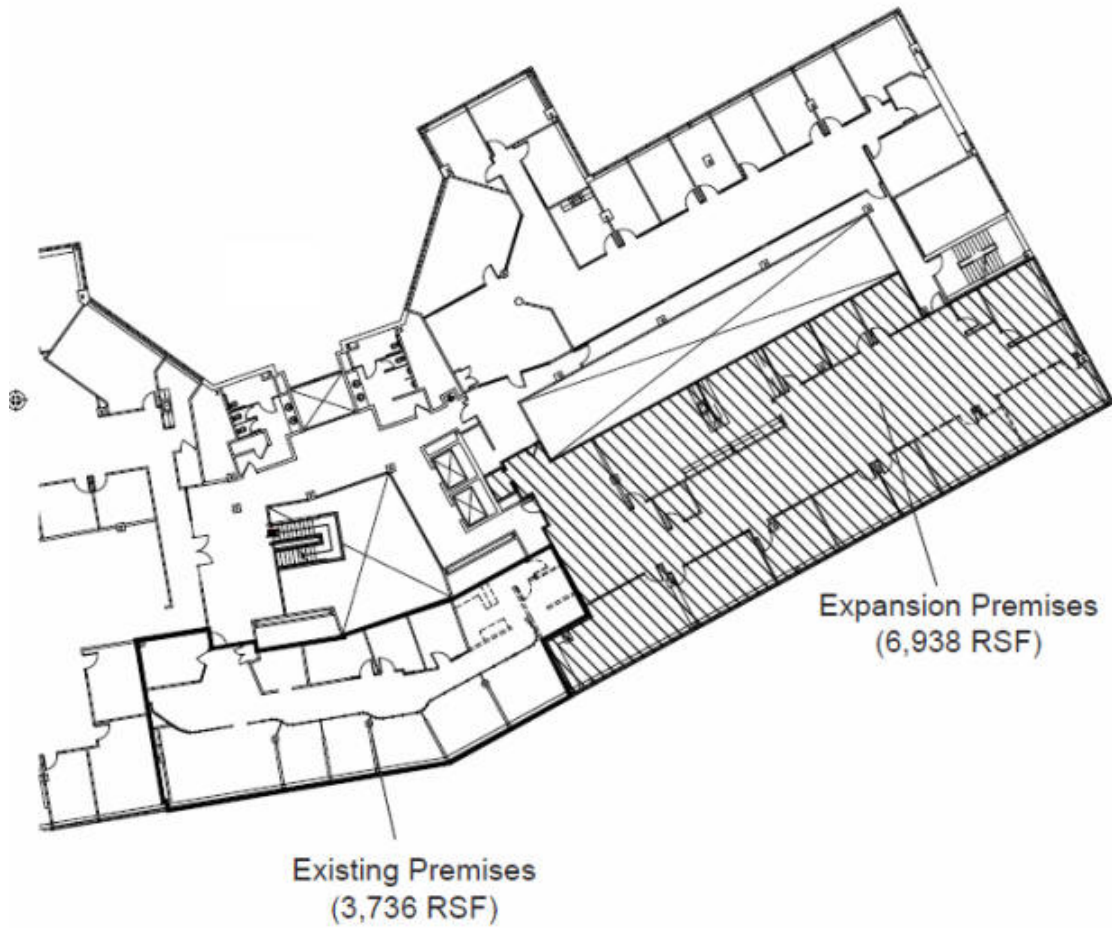 Expansion Premises
(6,938 RSF)
Existing Premises
(3,736 RSF)